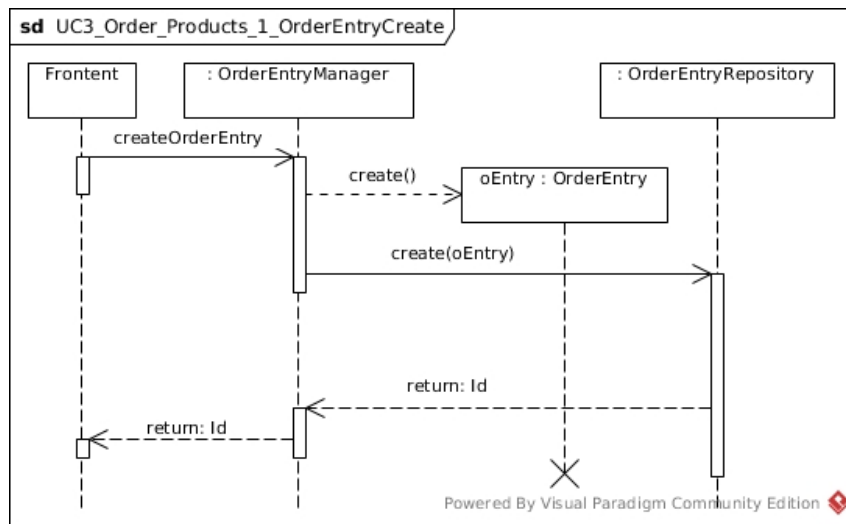 sd UC3_Order_Products_1_OrderEntryCreate
Frontent
: OrderEntryManager
: OrderEntryRepository
createOrderEntry
create()
oEntry : OrderEntry
create(oEntry)
return: Id
return: Id
Powered By Visual Paradigm Community Edition